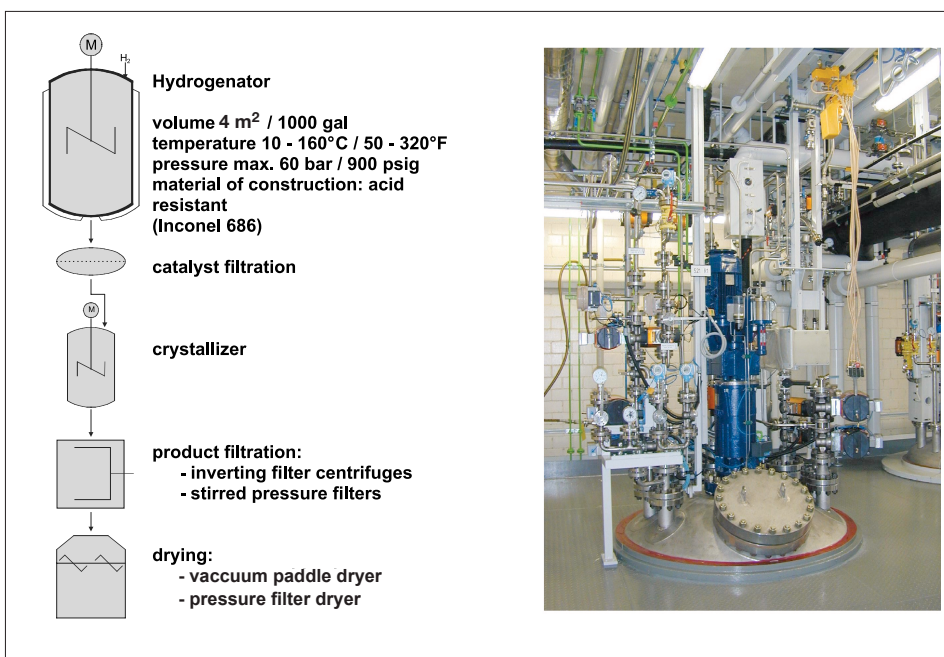 M
H₂
Hydrogenator
volume 4 m² / 1000 gal
temperature 10 - 160°C / 50 - 320°F
pressure max. 60 bar / 900 psig
material of construction: acid
resistant
(Inconel 686)
catalyst filtration
M
crystallizer
product filtration:
- inverting filter centrifuges
- stirred pressure filters
drying:
- vaccuum paddle dryer
- pressure filter dryer